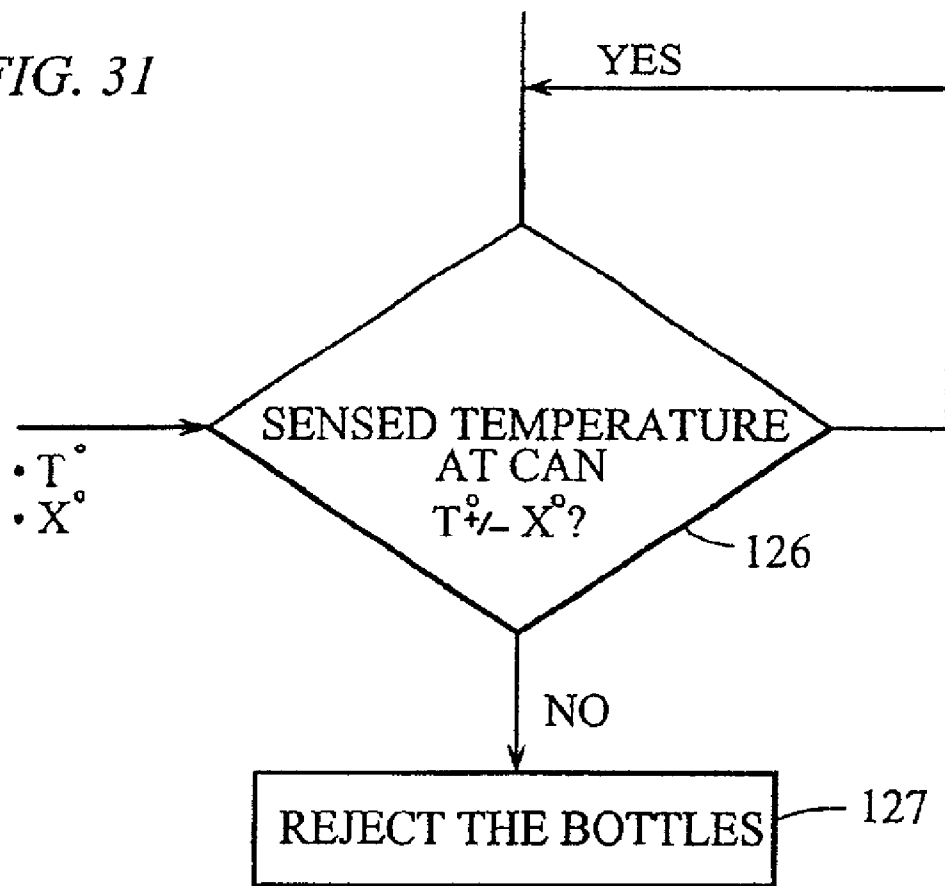 FIG. 31
YES
• T°
• X°
SENSED TEMPERATURE
AT CAN
T°+/– X°?
126
NO
REJECT THE BOTTLES
127